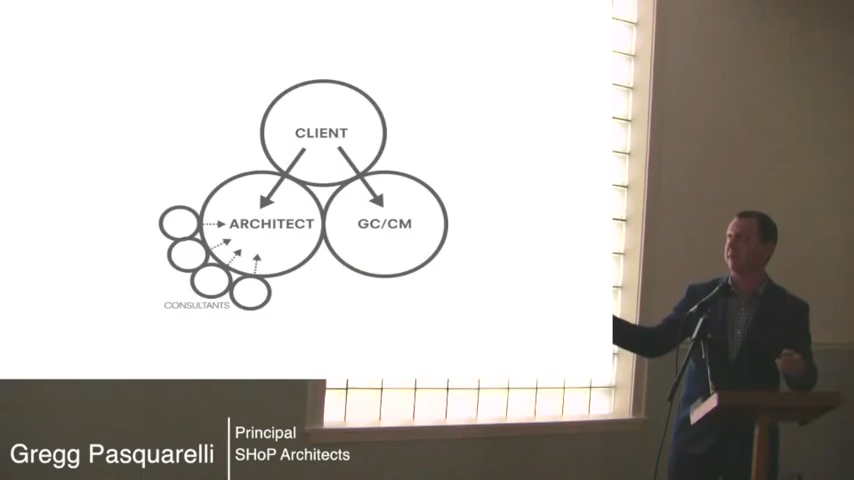 CLIENT
ARCHITECT
GC/CM
CONSULTANTS
Gregg Pasquarelli
Principal
SHoP Architects